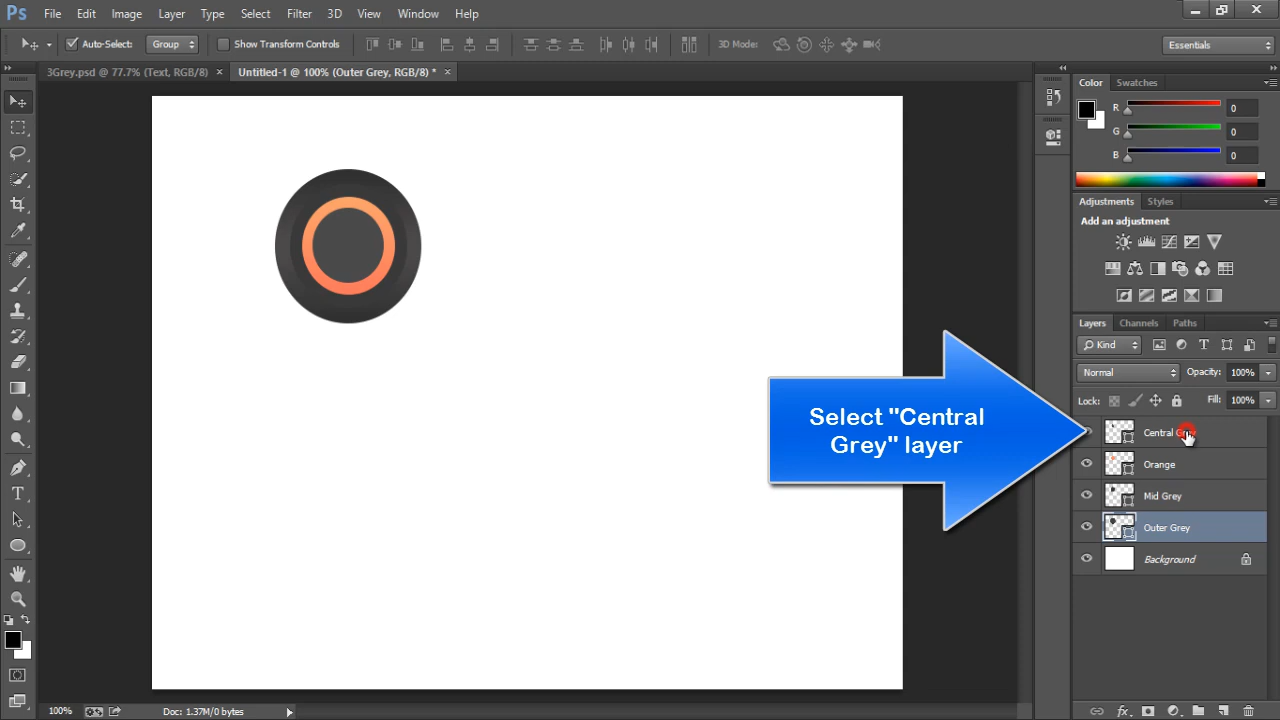 Ps File Edit Image Layer Type Select Filter 3D View Window Help
Auto-Select: Group Show Transform Controls 3D Mode: Essentials
3Grey.psd @ 77.7% (Text, RGB/8) × Untitled-1 @ 100% (Outer Grey, RGB/8) * ×
Color Swatches
R 0
G 0
B 0
Adjustments Styles
Add an adjustment
Layers Channels Paths
Kind
Normal Opacity: 100%
Lock: Fill: 100%
Select "Central
Grey" layer
Central Grey
Orange
Mid Grey
Outer Grey
Background
100% Doc: 1.37M/0 bytes